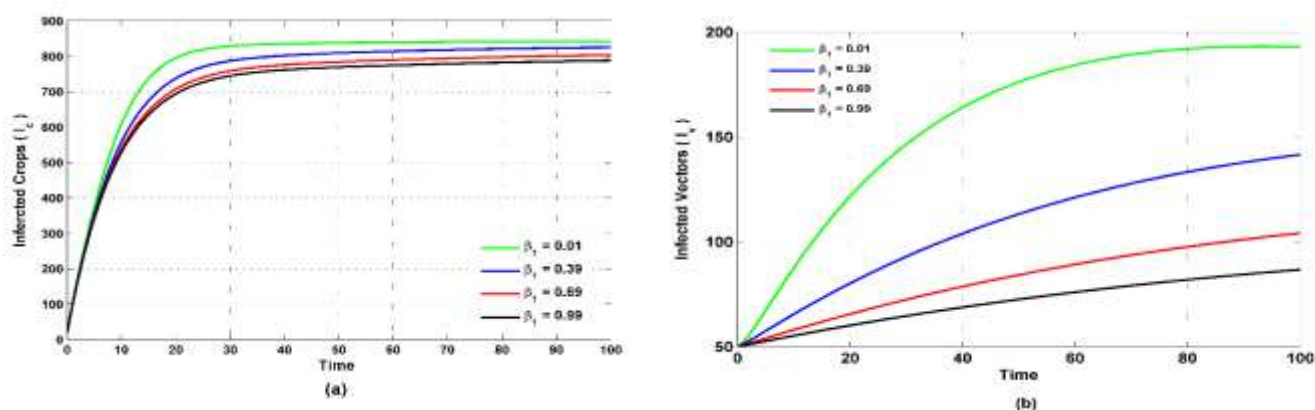 900
800
700
600
500
400
300
200
100
0
Infercted Crops ( I_c )
β₁ = 0.01
β₁ = 0.39
β₁ = 0.69
β₁ = 0.99
0 10 20 30 40 50 60 70 80 90 100
Time
(a)
200
150
100
50
Infected Vectors ( I_v )
β₁ = 0.01
β₁ = 0.39
β₁ = 0.69
β₁ = 0.99
0 20 40 60 80 100
Time
(b)